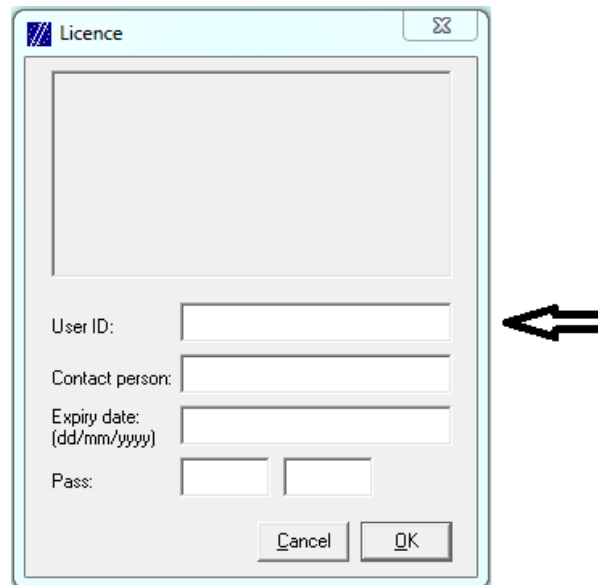 Licence
User ID:
Contact person:
Expiry date:
(dd/mm/yyyy)
Pass:
Cancel OK